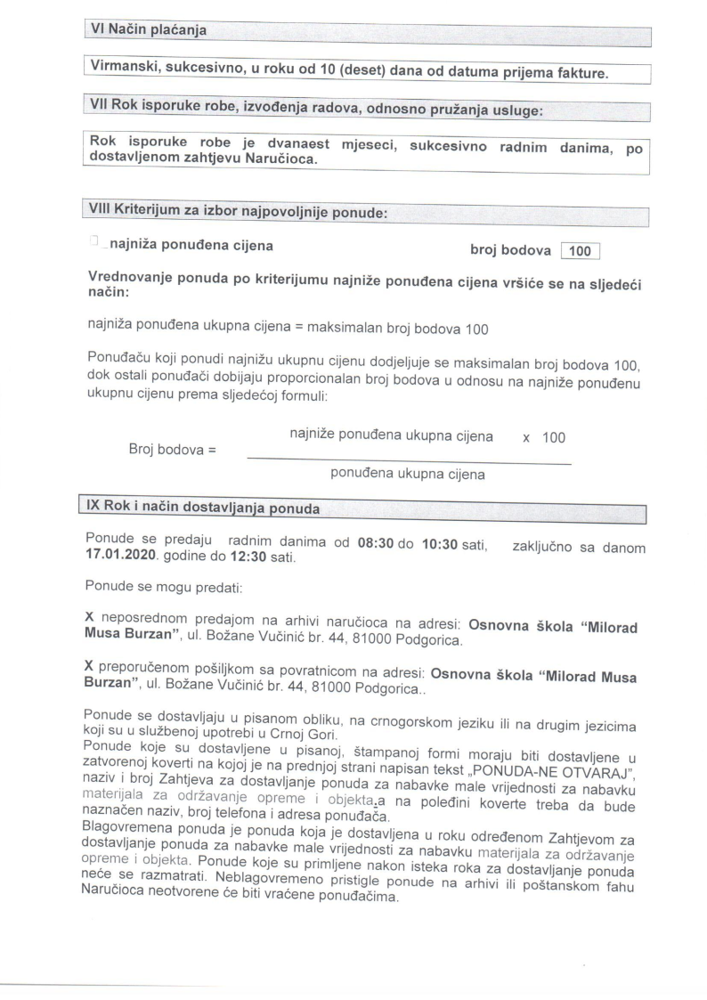 VI Način plaćanja
Virmanski, sukcesivno, u roku od 10 (deset) dana od datuma prijema fakture.
VII Rok isporuke robe, izvođenja radova, odnosno pružanja usluge:
Rok isporuke robe je dvanaest mjeseci, sukcesivno radnim danima, po
dostavljenom zahtjevu Naručioca.
VIII Kriterijum za izbor najpovoljnije ponude:
najniža ponuđena cijena broj bodova 100
Vrednovanje ponuda po kriterijumu najniže ponuđena cijena vršiće se na sljedeći
način:
najniža ponuđena ukupna cijena = maksimalan broj bodova 100
Ponuđaču koji ponudi najnižu ukupnu cijenu dodjeljuje se maksimalan broj bodova 100,
dok ostali ponuđači dobijaju proporcionalan broj bodova u odnosu na najniže ponuđenu
ukupnu cijenu prema sljedećoj formuli:
najniže ponuđena ukupna cijena x 100
Broj bodova =
ponuđena ukupna cijena
IX Rok i način dostavljanja ponuda
Ponude se predaju radnim danima od 08:30 do 10:30 sati, zaključno sa danom
17.01.2020. godine do 12:30 sati.
Ponude se mogu predati:
X neposrednom predajom na arhivi naručioca na adresi: Osnovna škola “Milorad
Musa Burzan”, ul. Božane Vučinić br. 44, 81000 Podgorica.
X preporučenom pošiljkom sa povratnicom na adresi: Osnovna škola “Milorad Musa
Burzan”, ul. Božane Vučinić br. 44, 81000 Podgorica..
Ponude se dostavljaju u pisanom obliku, na crnogorskom jeziku ili na drugim jezicima
koji su u službenoj upotrebi u Crnoj Gori.
Ponude koje su dostavljene u pisanoj, štampanoj formi moraju biti dostavljene u
zatvorenoj koverti na kojoj je na prednjoj strani napisan tekst „PONUDA-NE OTVARAJ”,
naziv i broj Zahtjeva za dostavljanje ponuda za nabavke male vrijednosti za nabavku
materijala za održavanje opreme i objekta,a na poleđini koverte treba da bude
naznačen naziv, broj telefona i adresa ponuđača.
Blagovremena ponuda je ponuda koja je dostavljena u roku određenom Zahtjevom za
dostavljanje ponuda za nabavke male vrijednosti za nabavku materijala za održavanje
opreme i objekta. Ponude koje su primljene nakon isteka roka za dostavljanje ponuda
neće se razmatrati. Neblagovremeno pristigle ponude na arhivi ili poštanskom fahu
Naručioca neotvorene će biti vraćene ponuđačima.